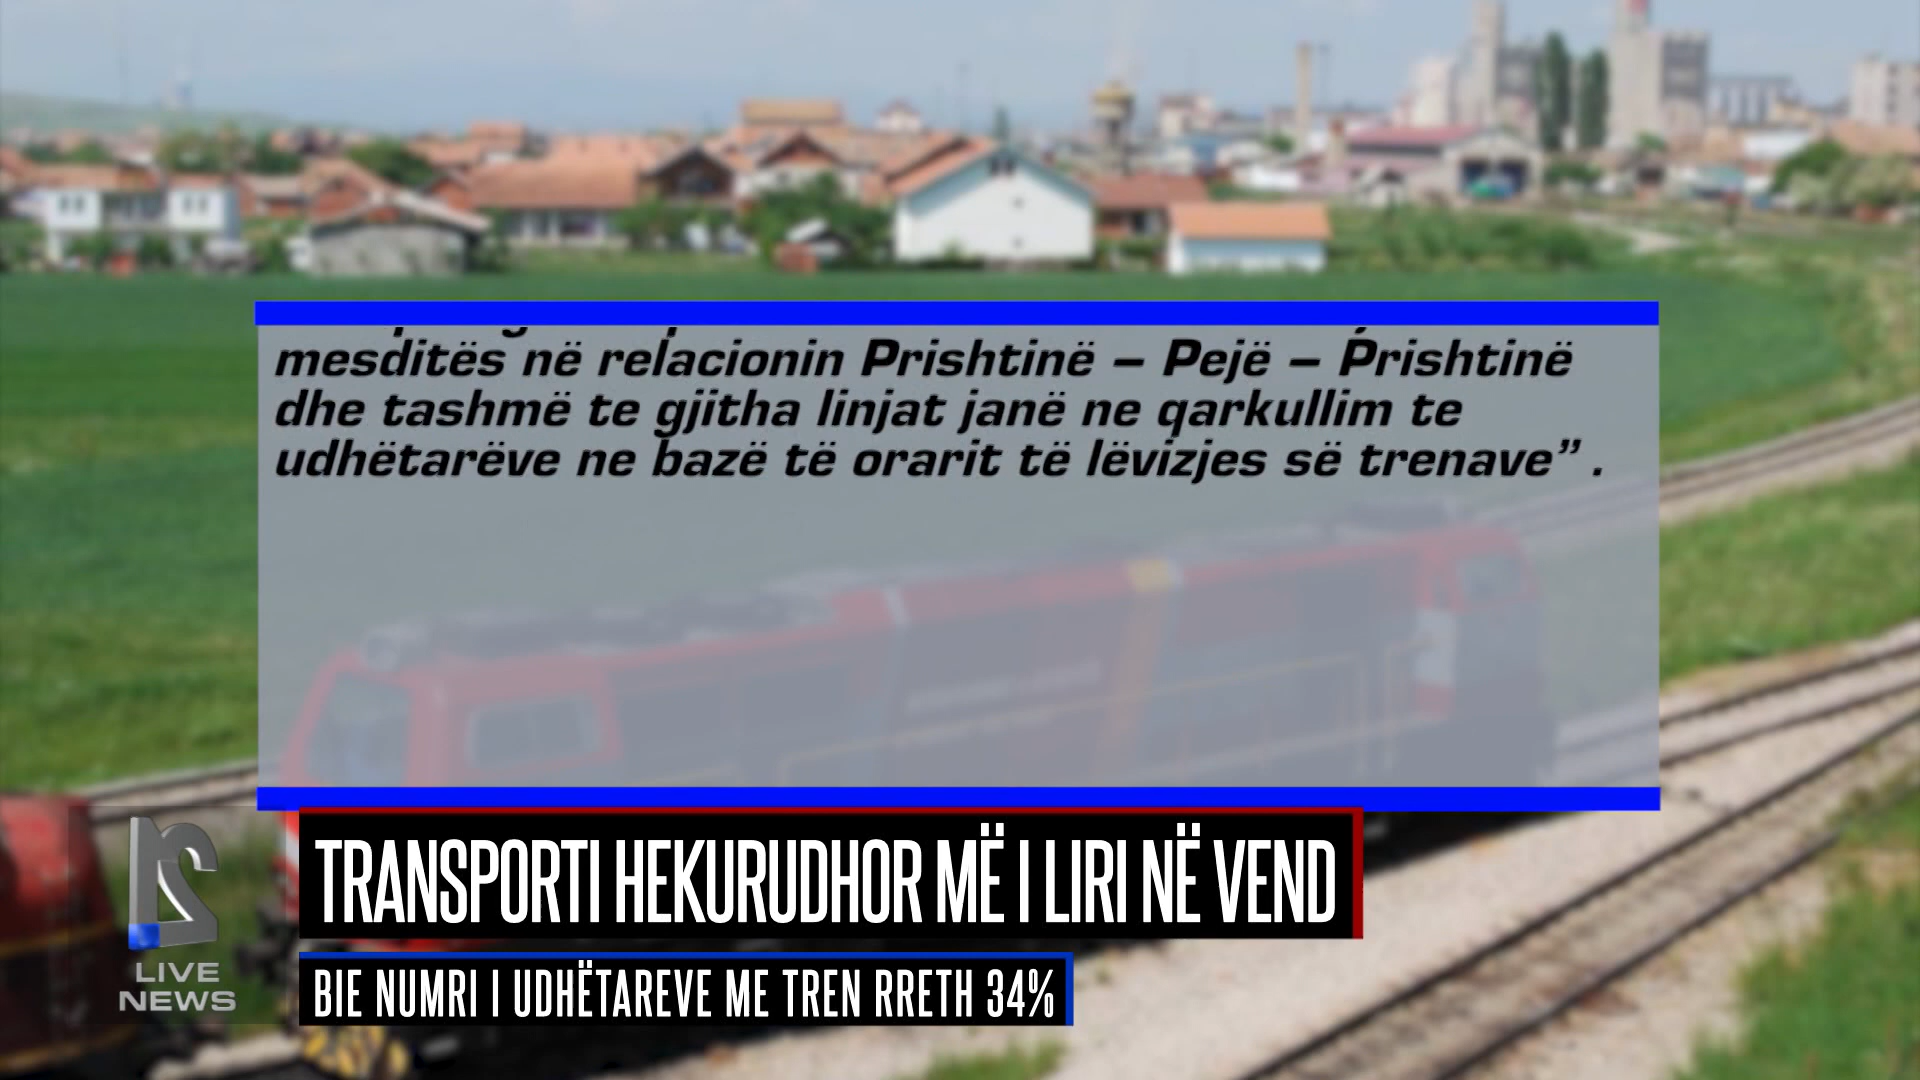 mesditës në relacionin Prishtinë – Pejë – Prishtinë
dhe tashmë te gjitha linjat janë ne qarkullim te
udhëtarëve ne bazë të orarit të lëvizjes së trenave” .
TRANSPORTI HEKURUDHOR MË I LIRI NË VEND
BIE NUMRI I UDHËTAREVE ME TREN RRETH 34%
21
LIVE
NEWS